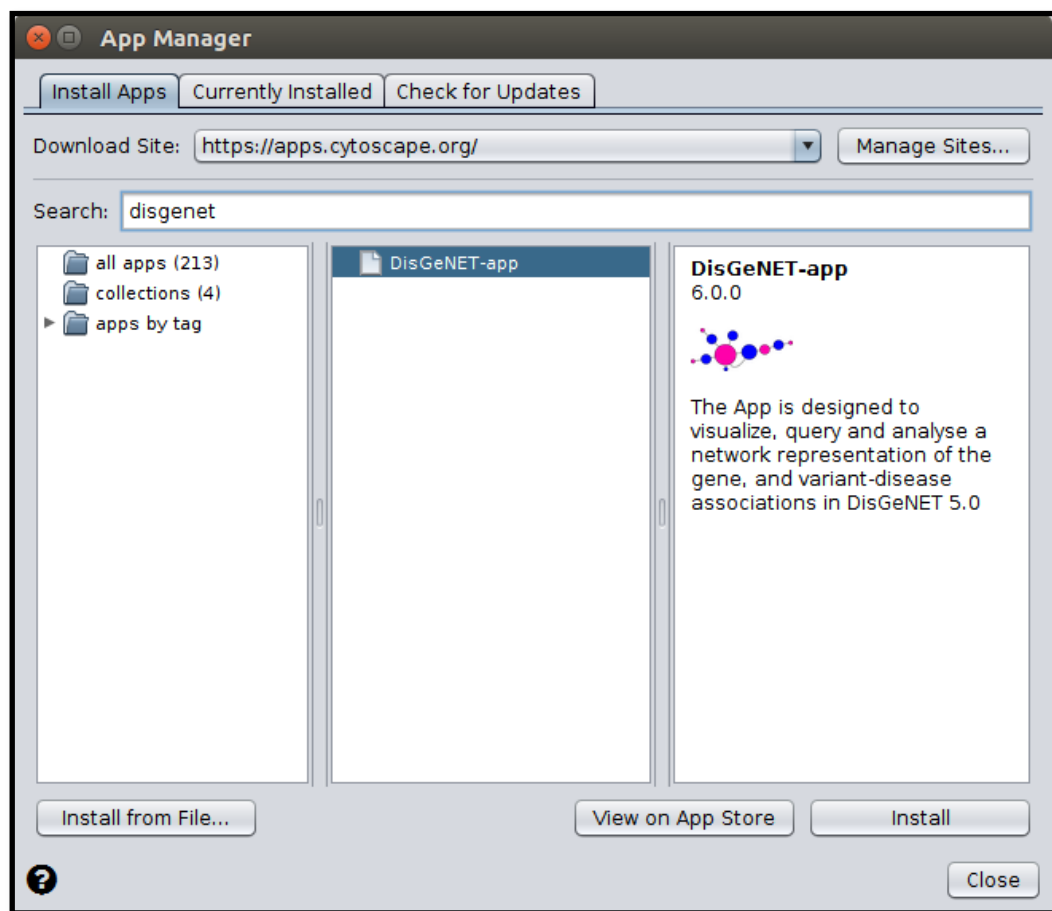 App Manager
Install Apps Currently Installed Check for Updates
Download Site: https://apps.cytoscape.org/ Manage Sites...
Search: disgenet
all apps (213)
collections (4)
apps by tag
DisGeNET-app
DisGeNET-app
6.0.0
The App is designed to
visualize, query and analyse a
network representation of the
gene, and variant-disease
associations in DisGeNET 5.0
Install from File... View on App Store Install
? Close